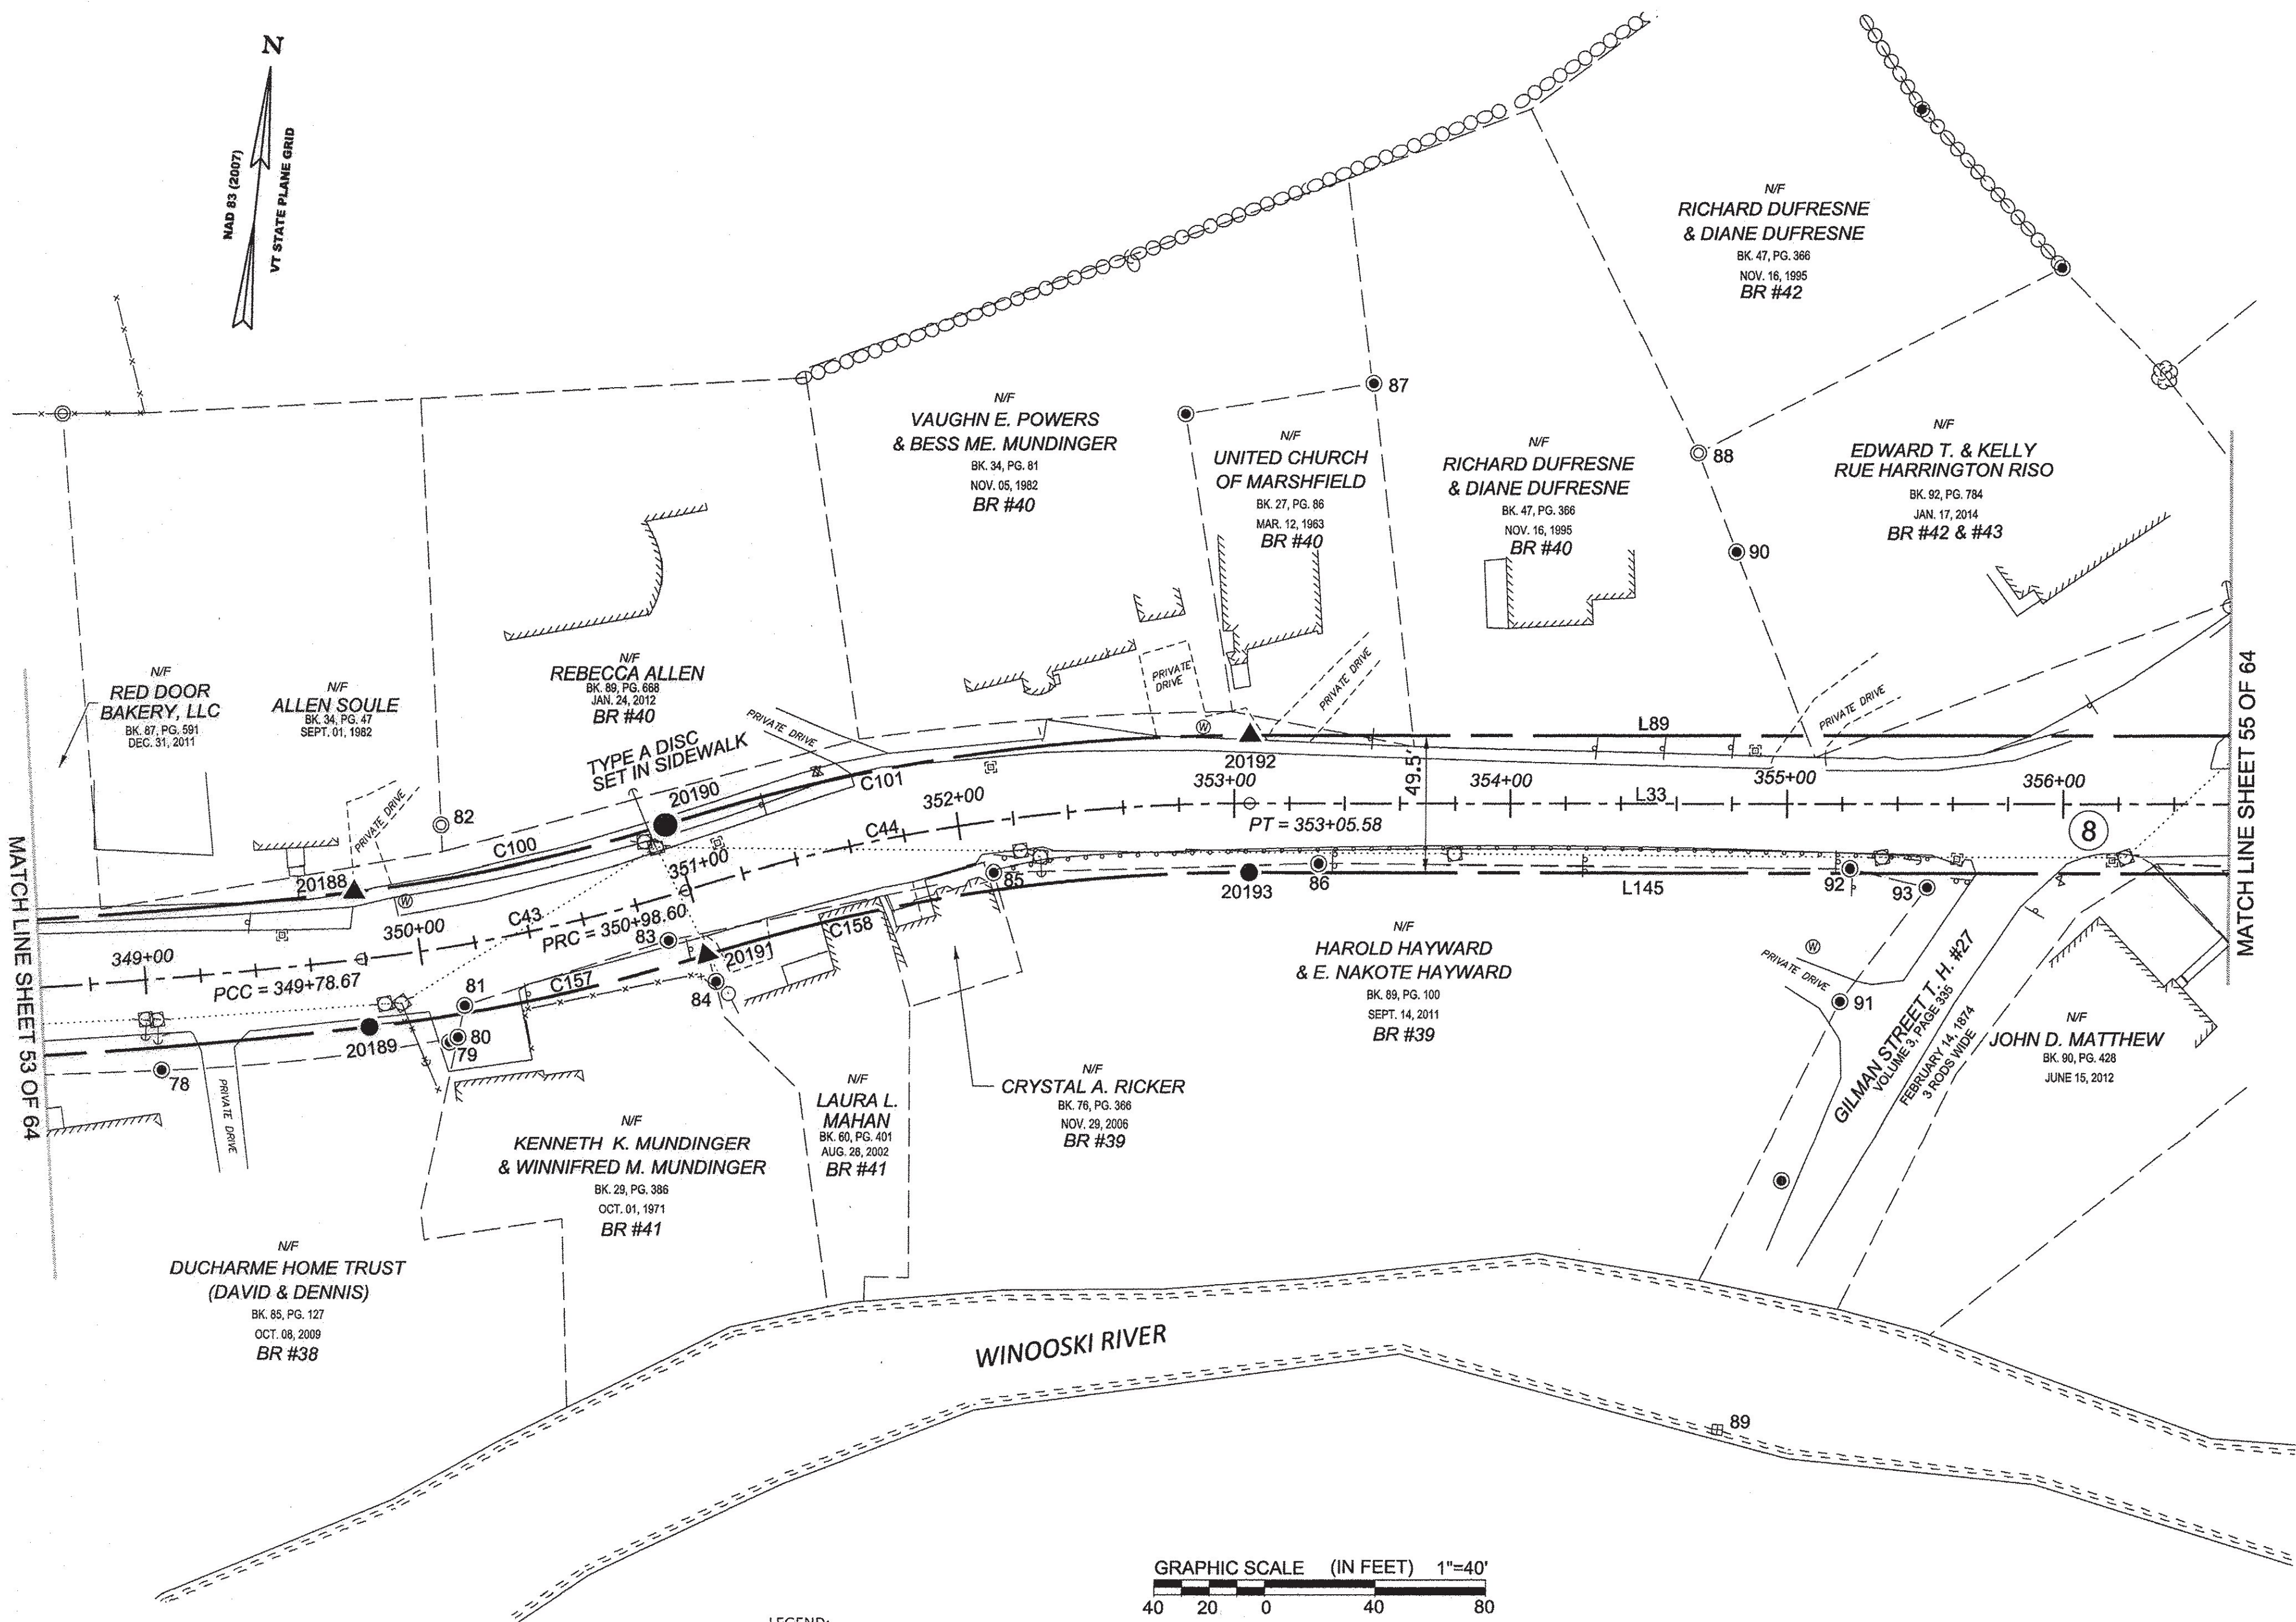 N
NAD 83 (2007)
VT STATE PLANE GRID
N/F
RICHARD DUFRESNE
& DIANE DUFRESNE
BK. 47, PG. 366
NOV. 16, 1995
BR #42
87
N/F
VAUGHN E. POWERS
& BESS ME. MUNDINGER
BK. 34, PG. 81
NOV. 05, 1982
BR #40
N/F
UNITED CHURCH
OF MARSHFIELD
BK. 27, PG. 86
MAR. 12, 1963
BR #40
N/F
RICHARD DUFRESNE
& DIANE DUFRESNE
BK. 47, PG. 366
NOV. 16, 1995
BR #40
88
90
N/F
EDWARD T. & KELLY
RUE HARRINGTON RISO
BK. 92, PG. 784
JAN. 17, 2014
BR #42 & #43
N/F
RED DOOR
BAKERY, LLC
BK. 87, PG. 591
DEC. 31, 2011
N/F
ALLEN SOULE
BK. 34, PG. 47
SEPT. 01, 1982
N/F
REBECCA ALLEN
BK. 89, PG. 668
JAN. 24, 2012
BR #40
PRIVATE DRIVE
TYPE A DISC
SET IN SIDEWALK
PRIVATE
DRIVE
PRIVATE DRIVE
PRIVATE DRIVE
PRIVATE DRIVE
W
W
82
C100
20188
20190
C101
20192
49.5'
L89
349+00
350+00
351+00
352+00
353+00
354+00
355+00
356+00
C43
C44
L33
PCC = 349+78.67
PRC = 350+98.60
PT = 353+05.58
8
MATCH LINE SHEET 53 OF 64
MATCH LINE SHEET 55 OF 64
78
20189
79
80
81
C157
83
84
20191
C158
85
20193
86
L145
92
93
91
W
PRIVATE DRIVE
PRIVATE DRIVE
GILMAN STREET T. H. #27
VOLUME 3, PAGE 335
FEBRUARY 14, 1874
3 RODS WIDE
N/F
HAROLD HAYWARD
& E. NAKOTE HAYWARD
BK. 89, PG. 100
SEPT. 14, 2011
BR #39
N/F
JOHN D. MATTHEW
BK. 90, PG. 428
JUNE 15, 2012
N/F
CRYSTAL A. RICKER
BK. 76, PG. 366
NOV. 29, 2006
BR #39
N/F
LAURA L.
MAHAN
BK. 60, PG. 401
AUG. 28, 2002
BR #41
N/F
KENNETH K. MUNDINGER
& WINNIFRED M. MUNDINGER
BK. 29, PG. 386
OCT. 01, 1971
BR #41
N/F
DUCHARME HOME TRUST
(DAVID & DENNIS)
BK. 85, PG. 127
OCT. 08, 2009
BR #38
WINOOSKI RIVER
89
GRAPHIC SCALE (IN FEET) 1"=40'
40 20 0 40 80
LEGEND: